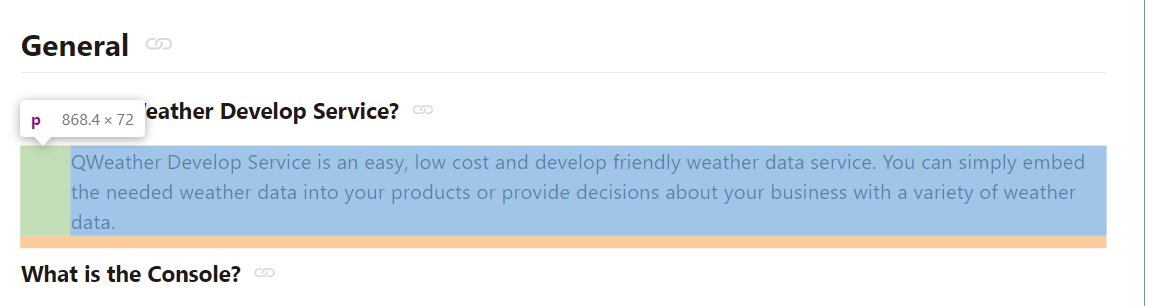 General
p 868.4 × 72
eather Develop Service?
QWeather Develop Service is an easy, low cost and develop friendly weather data service. You can simply embed
the needed weather data into your products or provide decisions about your business with a variety of weather
data.
What is the Console?